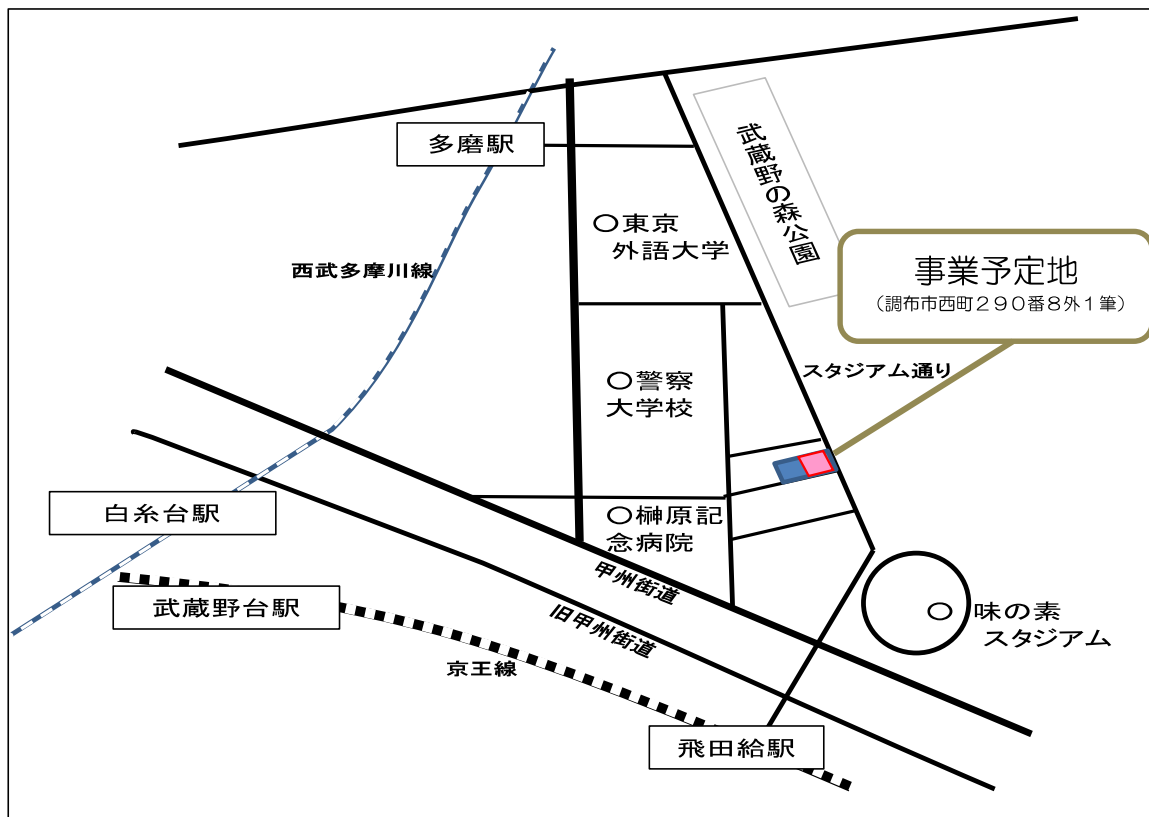 多磨駅
武蔵野の森公園
○東京
外語大学
西武多摩川線
事業予定地
（調布市西町２９０番８外１筆）
スタジアム通り
○警察
大学校
白糸台駅
○榊原記
念病院
甲州街道
武蔵野台駅
旧甲州街道
○味の素
スタジアム
京王線
飛田給駅